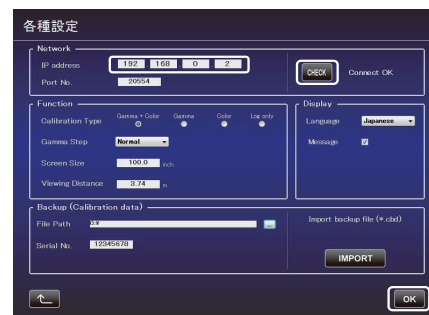 各種設定
Network
IP address 192 168 0 2
CHECK Connect OK
Port No. 20554
Function
Calibration Type Gamma + Color Gamma Color Log only
Gamma Step Normal
Screen Size 100.0 inch
Viewing Distance 3.74 m
Display
Language Japanese
Message
Backup (Calibration data)
File Path
Serial No. 12345678
Import backup file (*.cbd)
IMPORT
OK